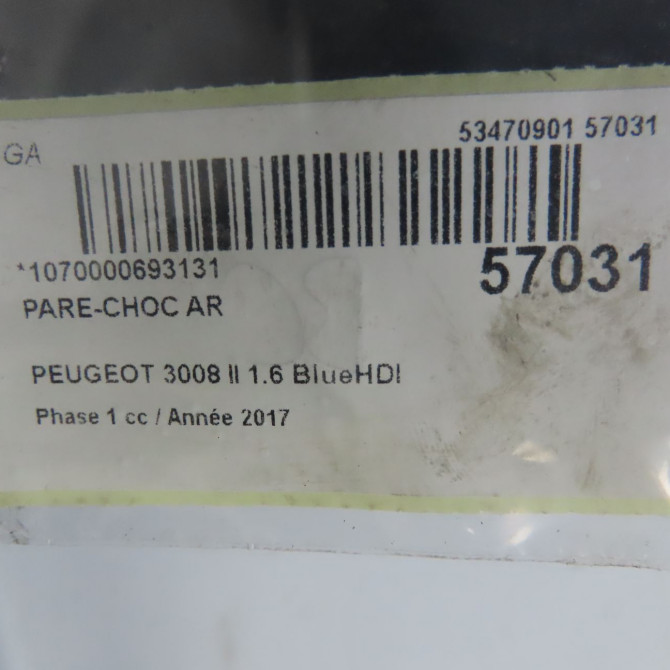 GA
53470901 57031
*1070000693131
57031
PARE-CHOC AR
PEUGEOT 3008 II 1.6 BlueHDI
Phase 1 cc / Année 2017